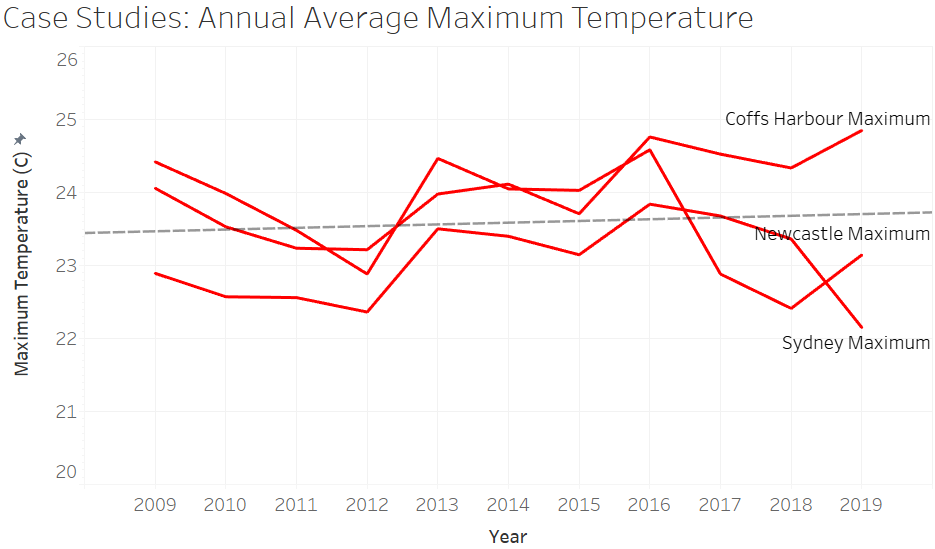 Case Studies: Annual Average Maximum Temperature
Maximum Temperature (C)
26
25
24
23
22
21
20
Coffs Harbour Maximum
Newcastle Maximum
Sydney Maximum
2009 2010 2011 2012 2013 2014 2015 2016 2017 2018 2019
Year